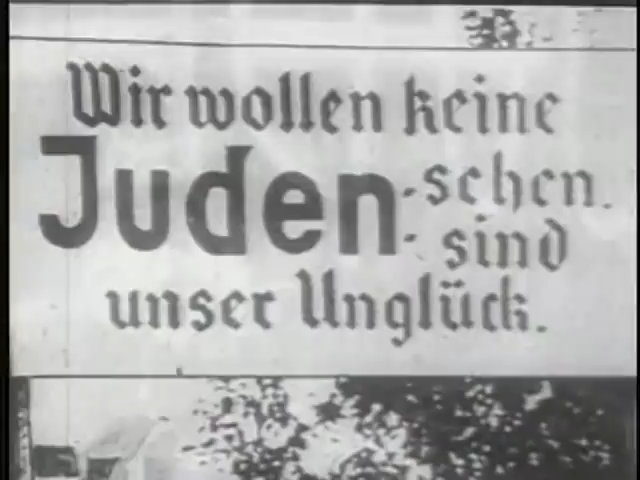 Wir wollen keine
Juden -sehen.
- sind
unser Unglück.